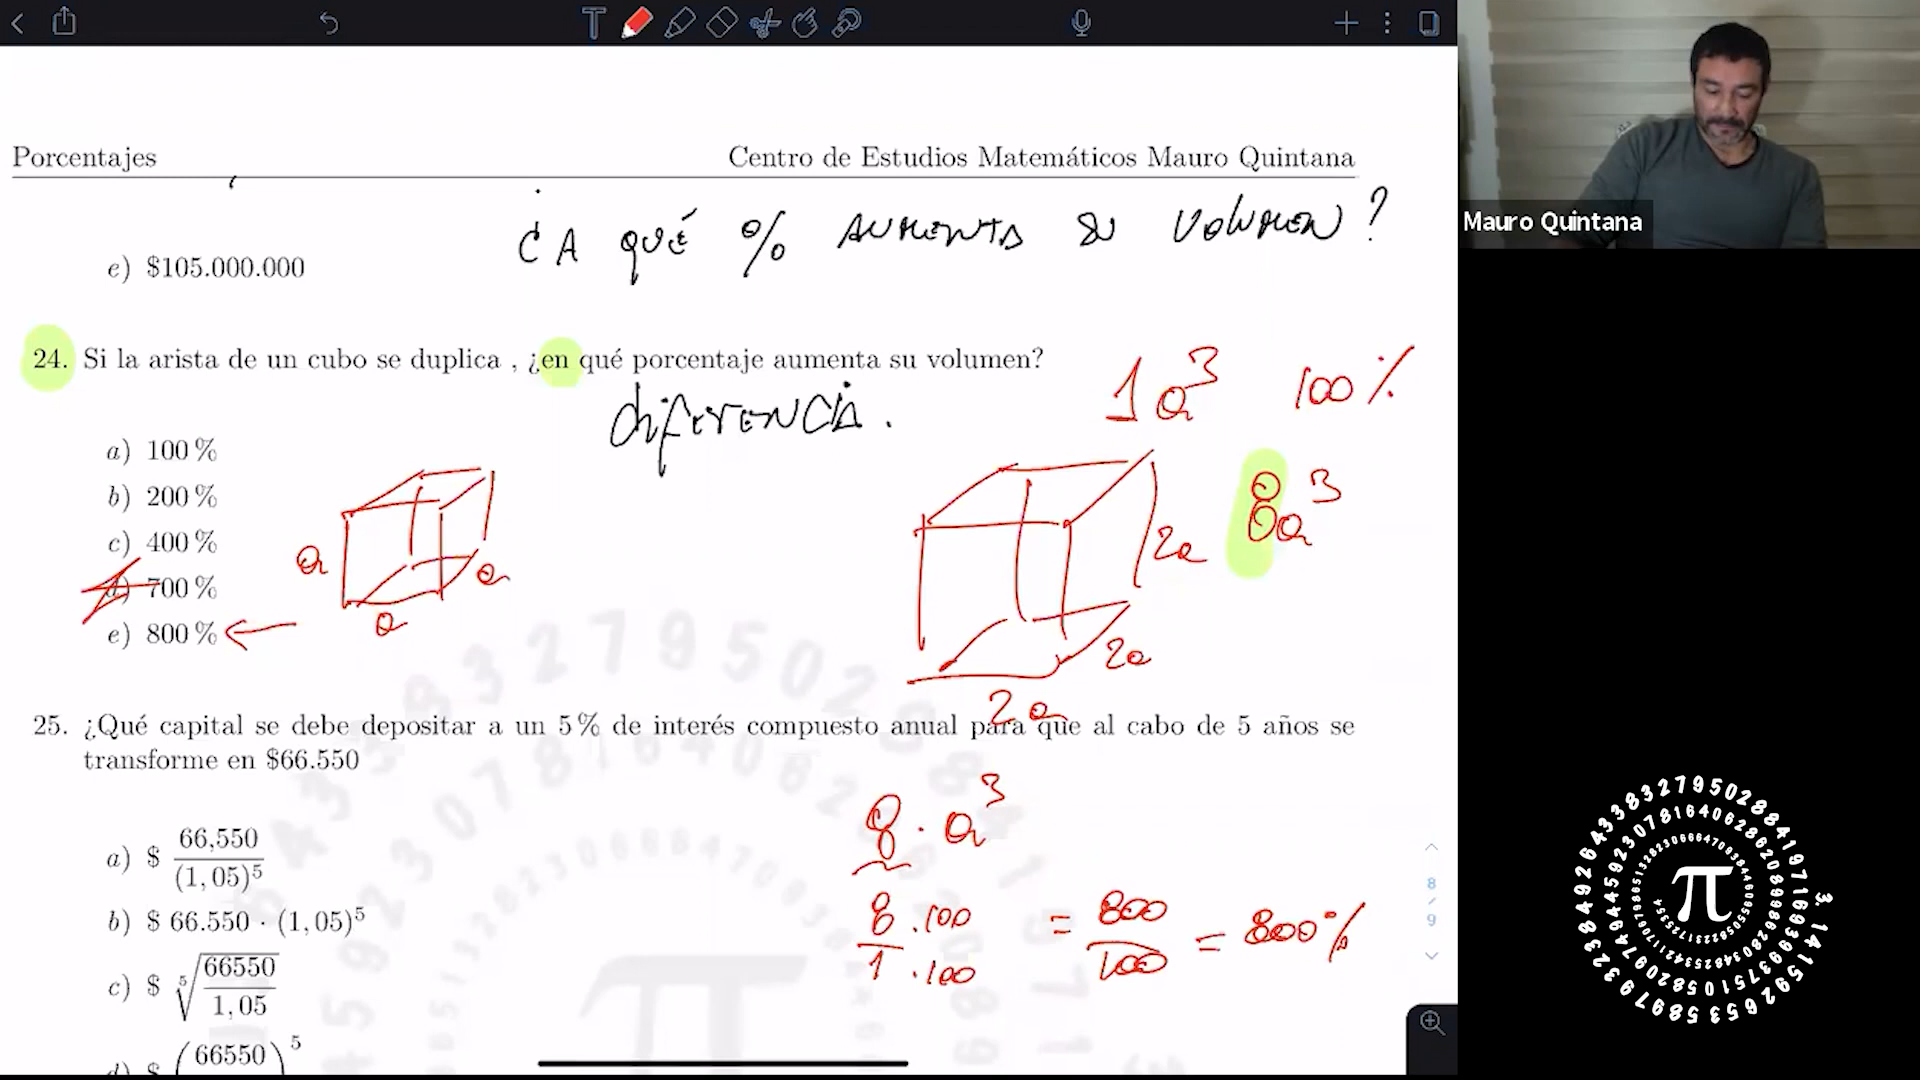 Porcentajes
Centro de Estudios Matemáticos Mauro Quintana
¿A QUÉ % AUMENTA SU VOLUMEN?
e) $105.000.000
24. Si la arista de un cubo se duplica , ¿en qué porcentaje aumenta su volumen?
diferencia.
1a³ 100%
a) 100 %
b) 200 %
c) 400 %
d) 700 %
e) 800 %
a
a
a
8a³
2a
2a
2a
25. ¿Qué capital se debe depositar a un 5 % de interés compuesto anual para que al cabo de 5 años se
transforme en $66.550
8 · a³
a) $ 66,550 / (1, 05)⁵
b) $ 66.550 · (1, 05)⁵
c) $ ⁵√(66550 / 1, 05)
d) $ (66550 )⁵
8/1 ·100/·100 = 800/100 = 800%
8
/
9
Mauro Quintana
π